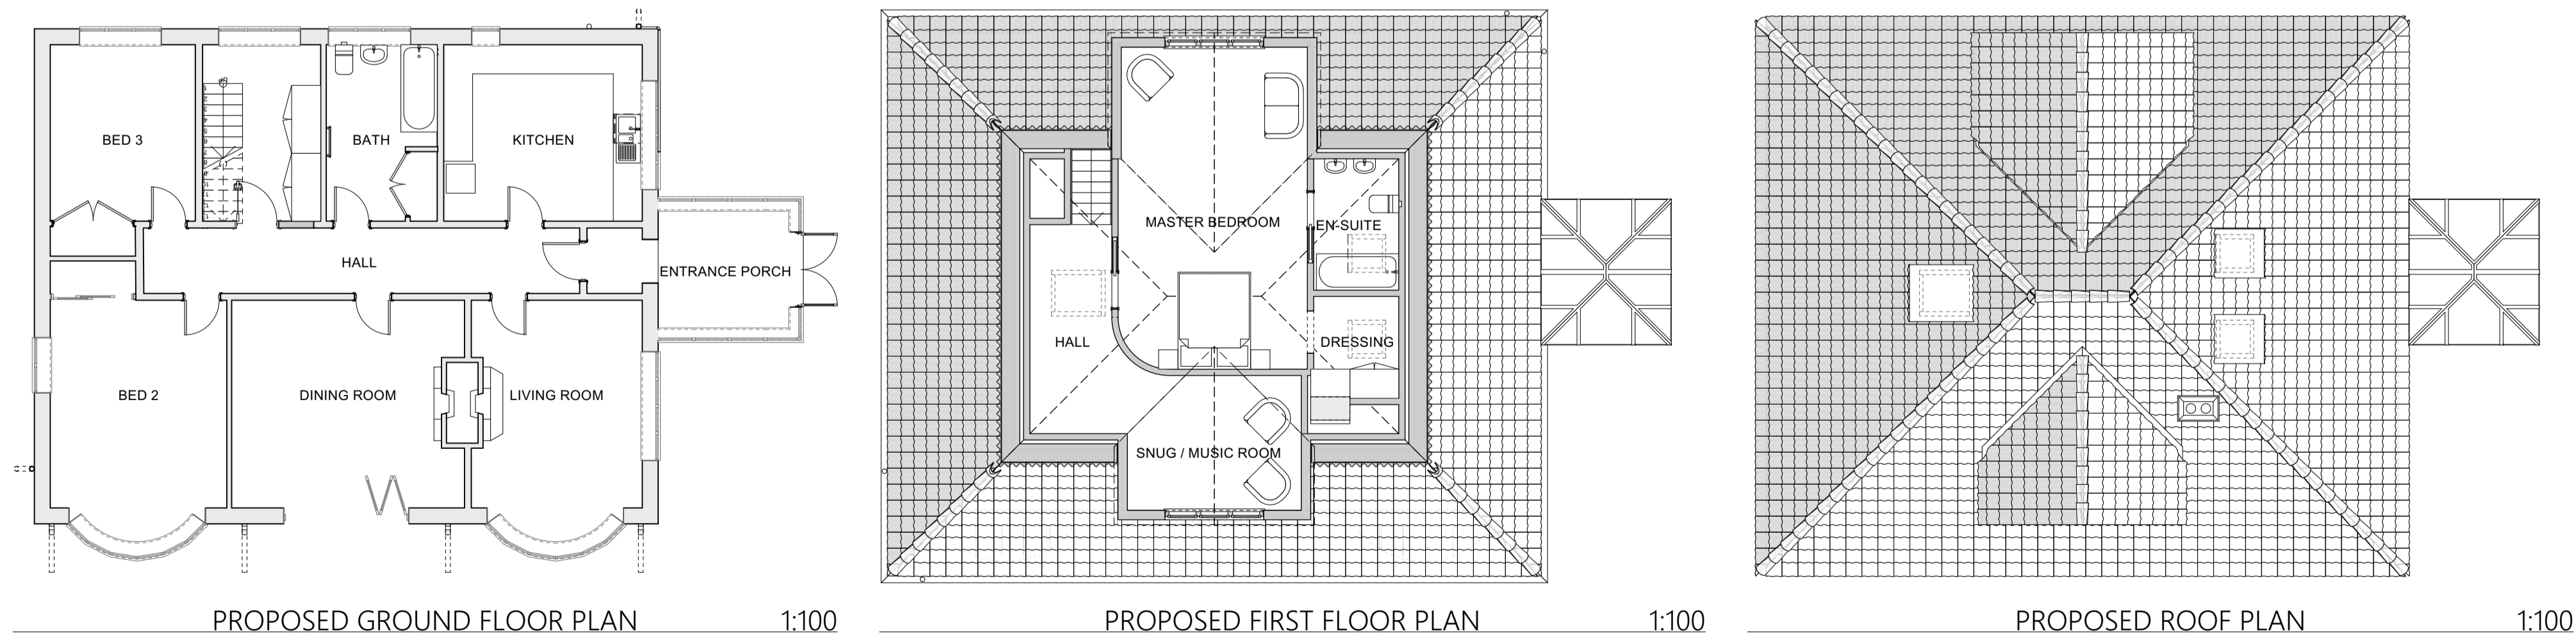 BED 3
BATH
KITCHEN
HALL
ENTRANCE PORCH
BED 2
DINING ROOM
LIVING ROOM
PROPOSED GROUND FLOOR PLAN 1:100
MASTER BEDROOM
EN-SUITE
HALL
DRESSING
SNUG / MUSIC ROOM
PROPOSED FIRST FLOOR PLAN 1:100
PROPOSED ROOF PLAN 1:100